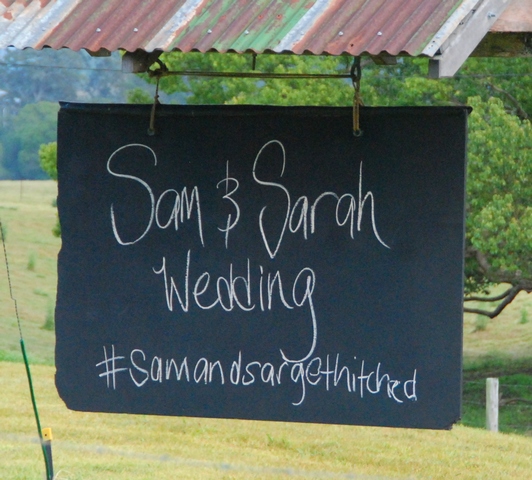 Sam & Sarah
Wedding
#samandsargethitched